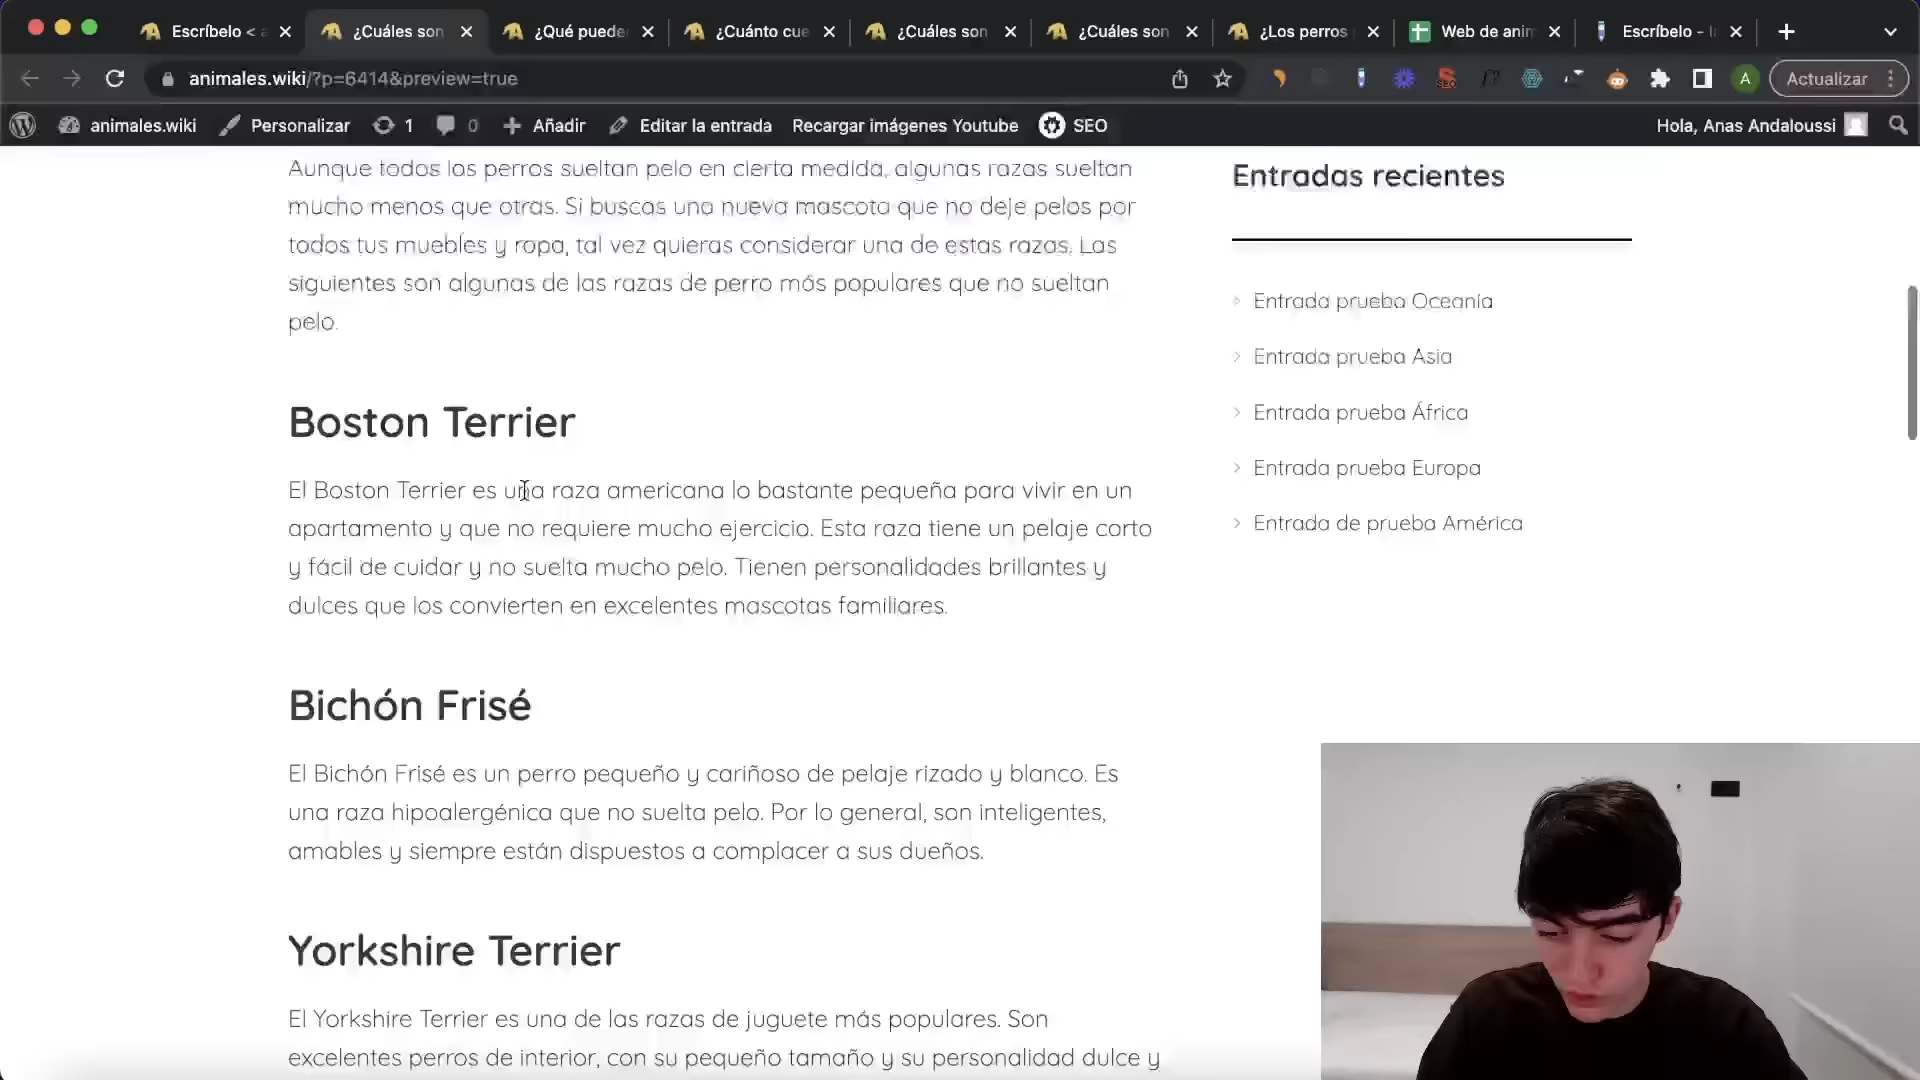 Escríbelo < a
¿Cuáles son
¿Qué puede
¿Cuánto cue
¿Cuáles son
¿Cuáles son
¿Los perros
Web de anim
Escríbelo - I
animales.wiki/?p=6414&preview=true
SEO
A
Actualizar
animales.wiki
Personalizar
1
0
Añadir
Editar la entrada
Recargar imágenes Youtube
SEO
Hola, Anas Andaloussi
Aunque todos los perros sueltan pelo en cierta medida, algunas razas sueltan
mucho menos que otras. Si buscas una nueva mascota que no deje pelos por
todos tus muebles y ropa, tal vez quieras considerar una de estas razas. Las
siguientes son algunas de las razas de perro más populares que no sueltan
pelo.
Boston Terrier
El Boston Terrier es una raza americana lo bastante pequeña para vivir en un
apartamento y que no requiere mucho ejercicio. Esta raza tiene un pelaje corto
y fácil de cuidar y no suelta mucho pelo. Tienen personalidades brillantes y
dulces que los convierten en excelentes mascotas familiares.
Bichón Frisé
El Bichón Frisé es un perro pequeño y cariñoso de pelaje rizado y blanco. Es
una raza hipoalergénica que no suelta pelo. Por lo general, son inteligentes,
amables y siempre están dispuestos a complacer a sus dueños.
Yorkshire Terrier
El Yorkshire Terrier es una de las razas de juguete más populares. Son
excelentes perros de interior, con su pequeño tamaño y su personalidad dulce y
Entradas recientes
Entrada prueba Oceanía
Entrada prueba Asia
Entrada prueba África
Entrada prueba Europa
Entrada de prueba América